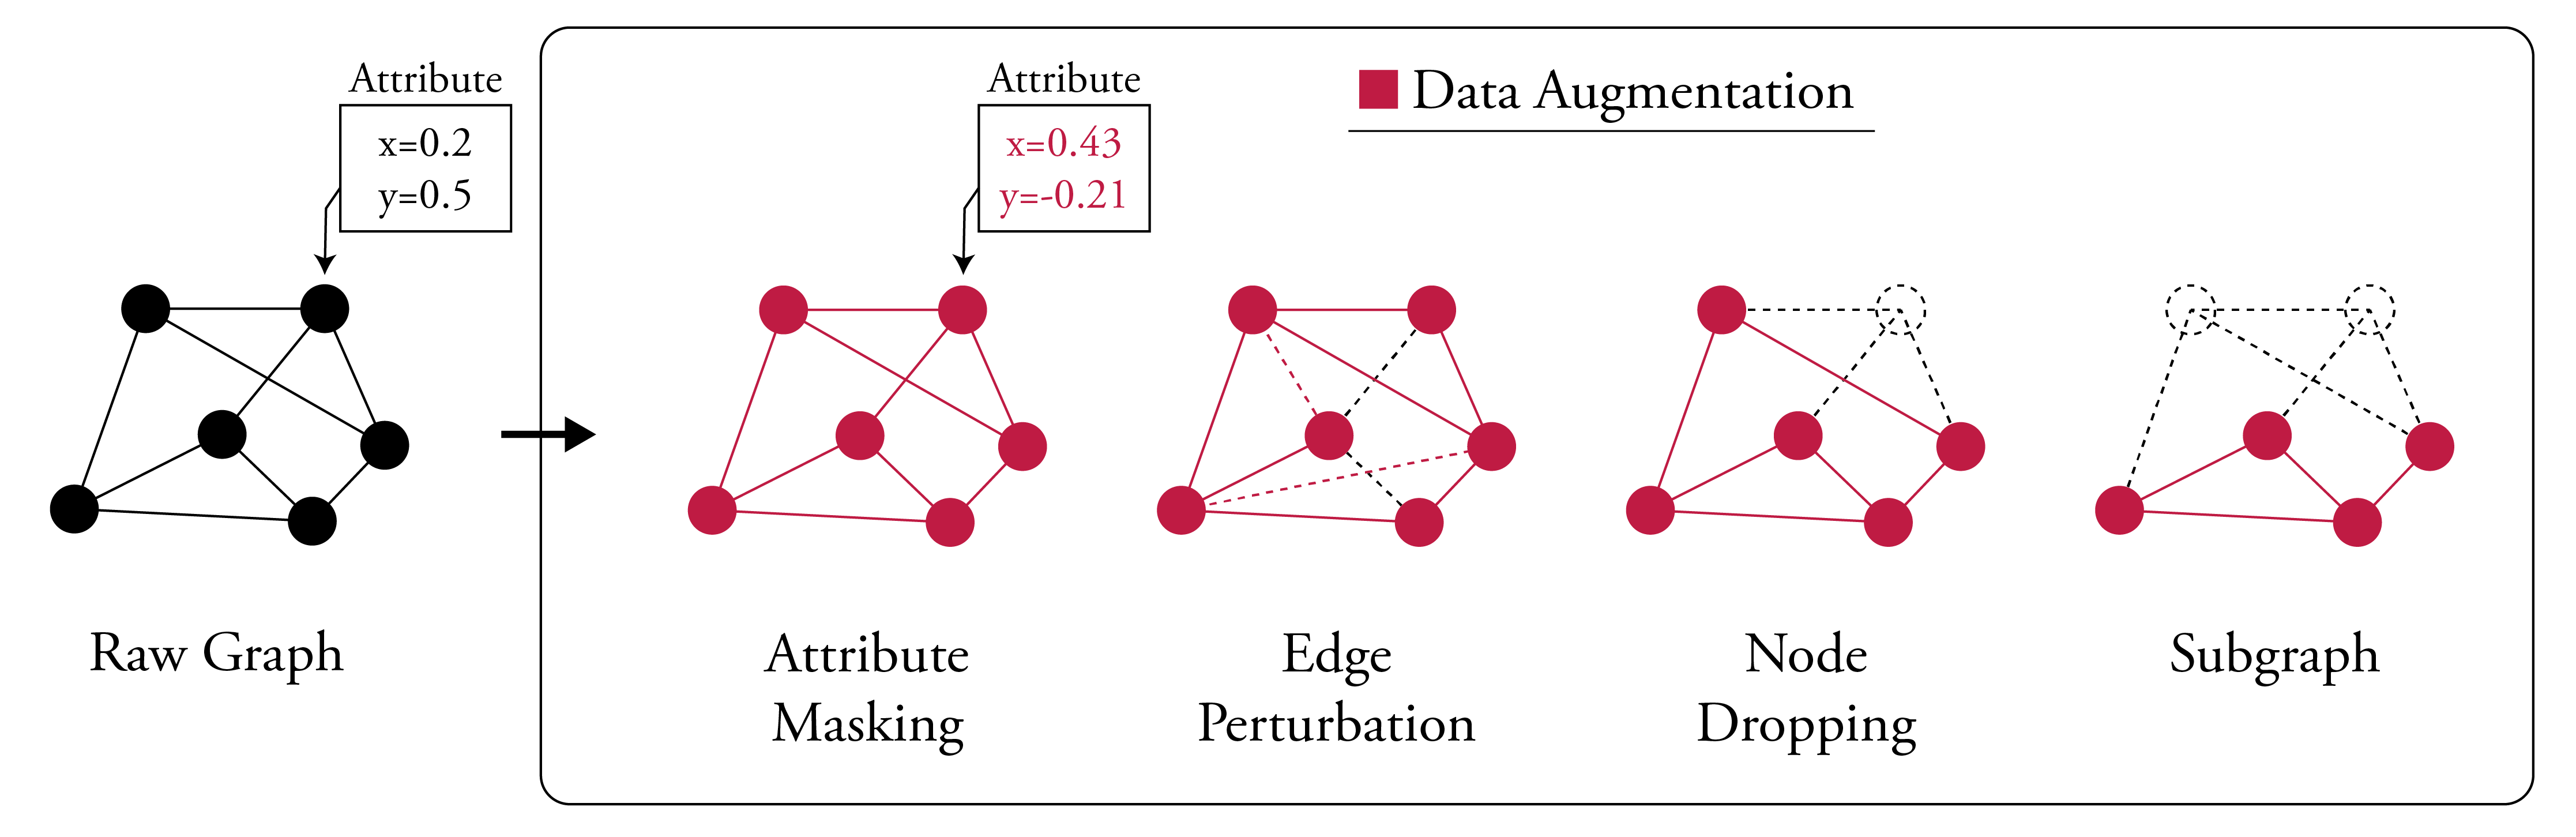 Attribute
x=0.2
y=0.5
Raw Graph
Data Augmentation
Attribute
x=0.43
y=-0.21
Attribute
Masking
Edge
Perturbation
Node
Dropping
Subgraph